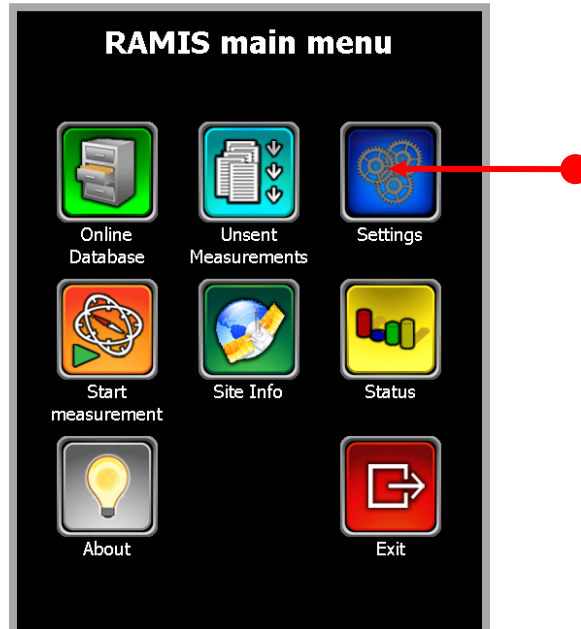 RAMIS main menu
Online
Database
Unsent
Measurements
Settings
Start
measurement
Site Info
Status
About
Exit